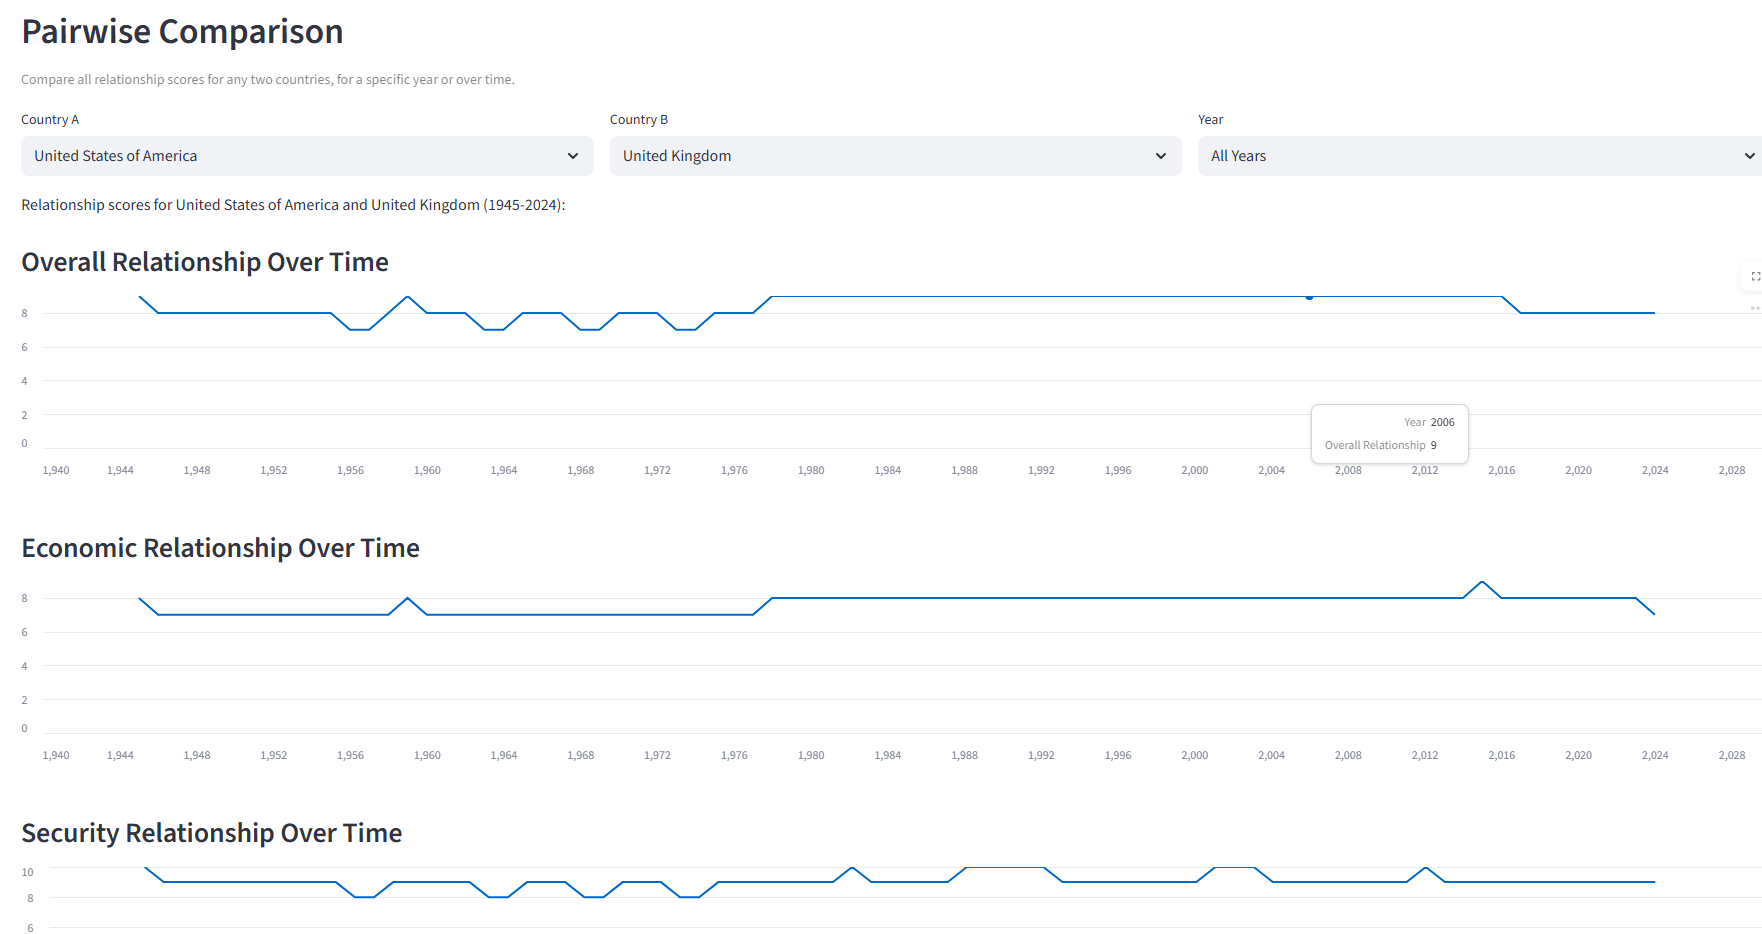 Pairwise Comparison
Compare all relationship scores for any two countries, for a specific year or over time.
Country A Country B Year
United States of America United Kingdom All Years
Relationship scores for United States of America and United Kingdom (1945-2024):
Overall Relationship Over Time
8
6
4
2
0
Year 2006
Overall Relationship 9
1,940 1,944 1,948 1,952 1,956 1,960 1,964 1,968 1,972 1,976 1,980 1,984 1,988 1,992 1,996 2,000 2,004 2,008 2,012 2,016 2,020 2,024 2,028
Economic Relationship Over Time
8
6
4
2
0
1,940 1,944 1,948 1,952 1,956 1,960 1,964 1,968 1,972 1,976 1,980 1,984 1,988 1,992 1,996 2,000 2,004 2,008 2,012 2,016 2,020 2,024 2,028
Security Relationship Over Time
10
8
6